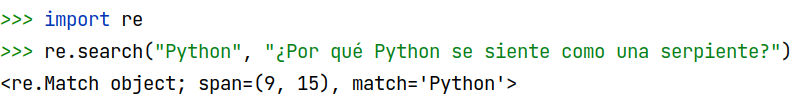 >>> import re
>>> re.search("Python", "¿Por qué Python se siente como una serpiente?")
<re.Match object; span=(9, 15), match='Python'>